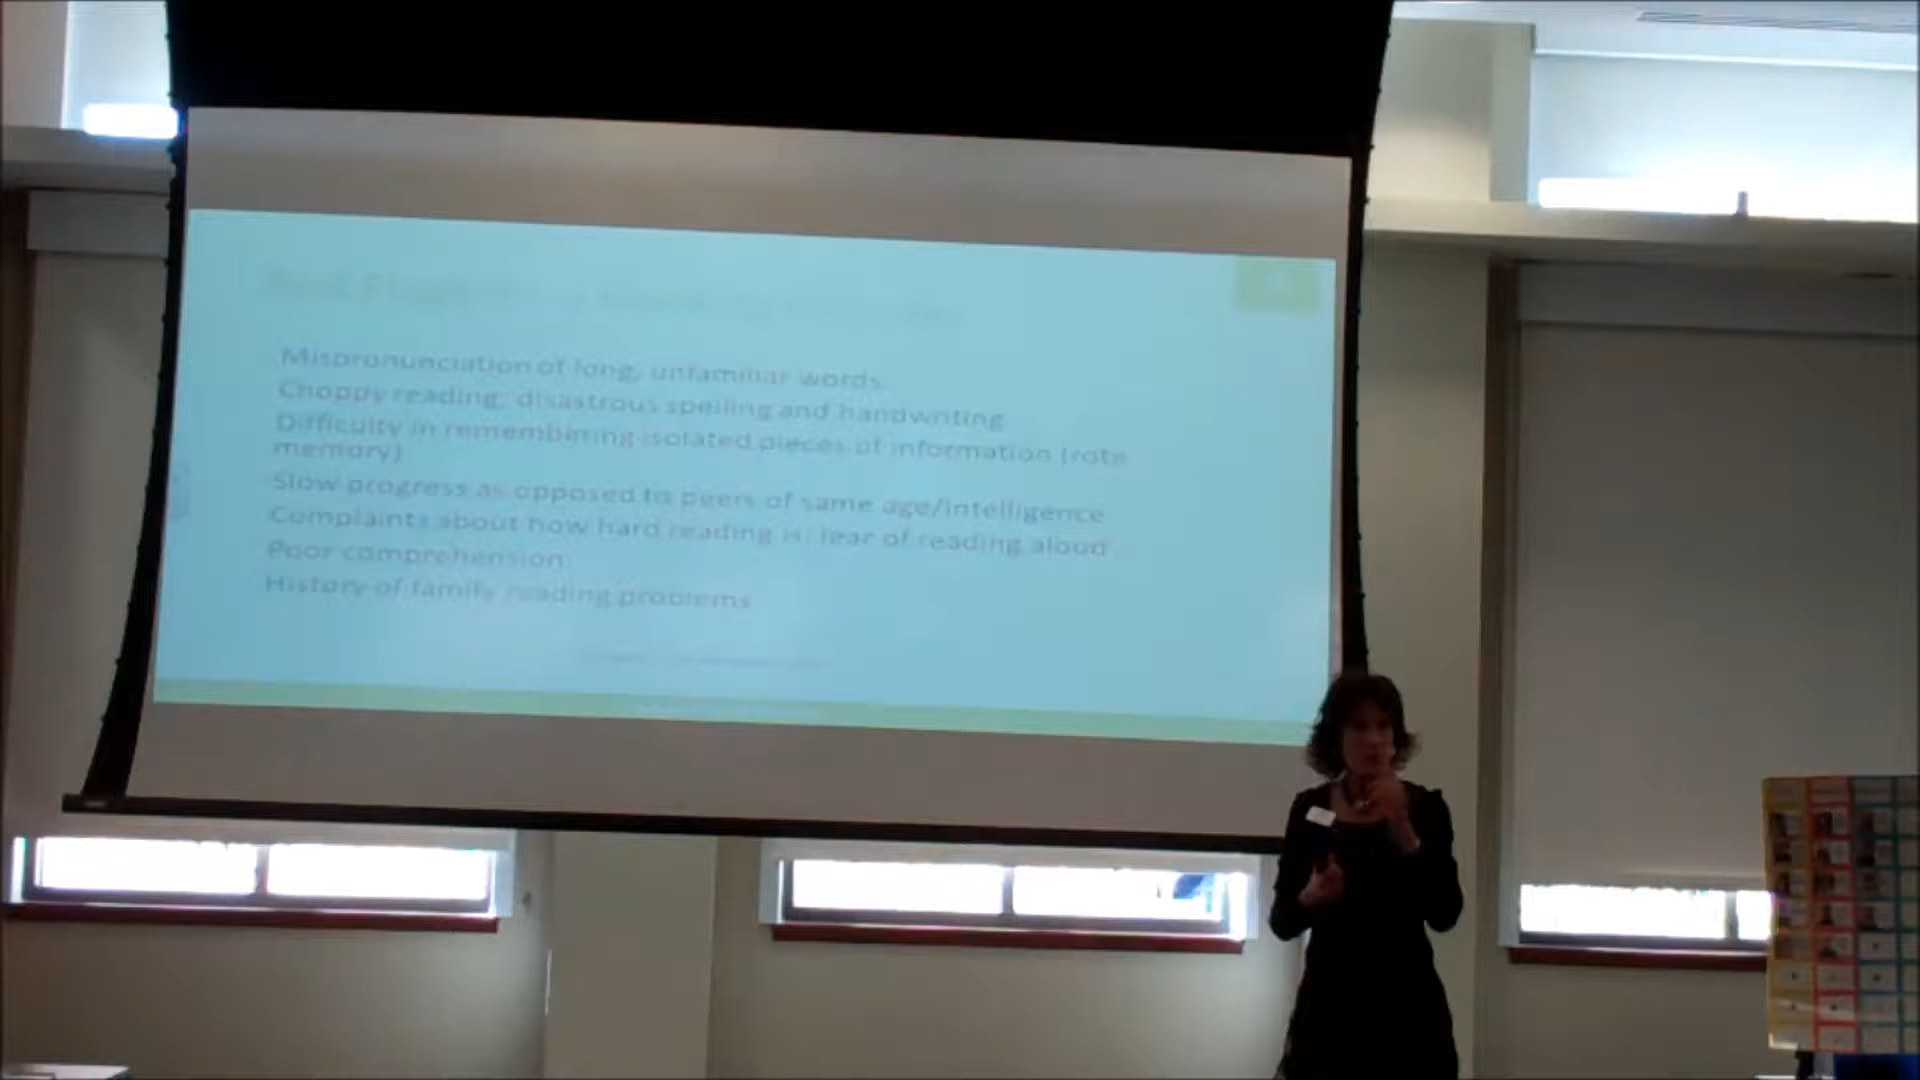 Mispronunciation of long, unfamiliar words
Choppy reading; disastrous spelling and handwriting
Difficulty in remembering isolated pieces of information (rote
memory)
Slow progress as opposed to peers of same age/intelligence
Complaints about how hard reading is; fear of reading aloud
Poor comprehension
History of family reading problems